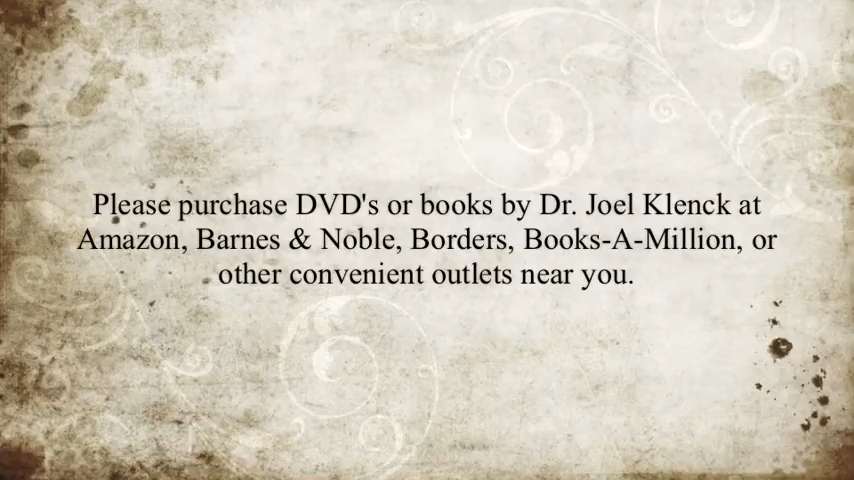 Please purchase DVD's or books by Dr. Joel Klenck at
Amazon, Barnes & Noble, Borders, Books-A-Million, or
other convenient outlets near you.